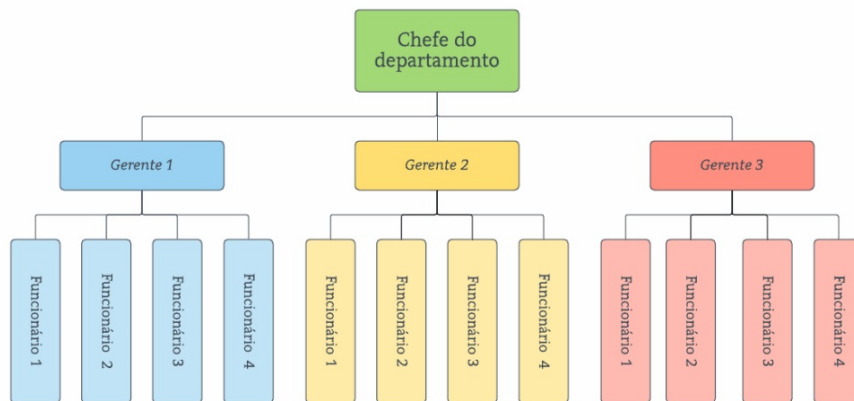 Chefe do
departamento
Gerente 1
Gerente 2
Gerente 3
Funcionário 1
Funcionário 2
Funcionário 3
Funcionário 4
Funcionário 1
Funcionário 2
Funcionário 3
Funcionário 4
Funcionário 1
Funcionário 2
Funcionário 3
Funcionário 4